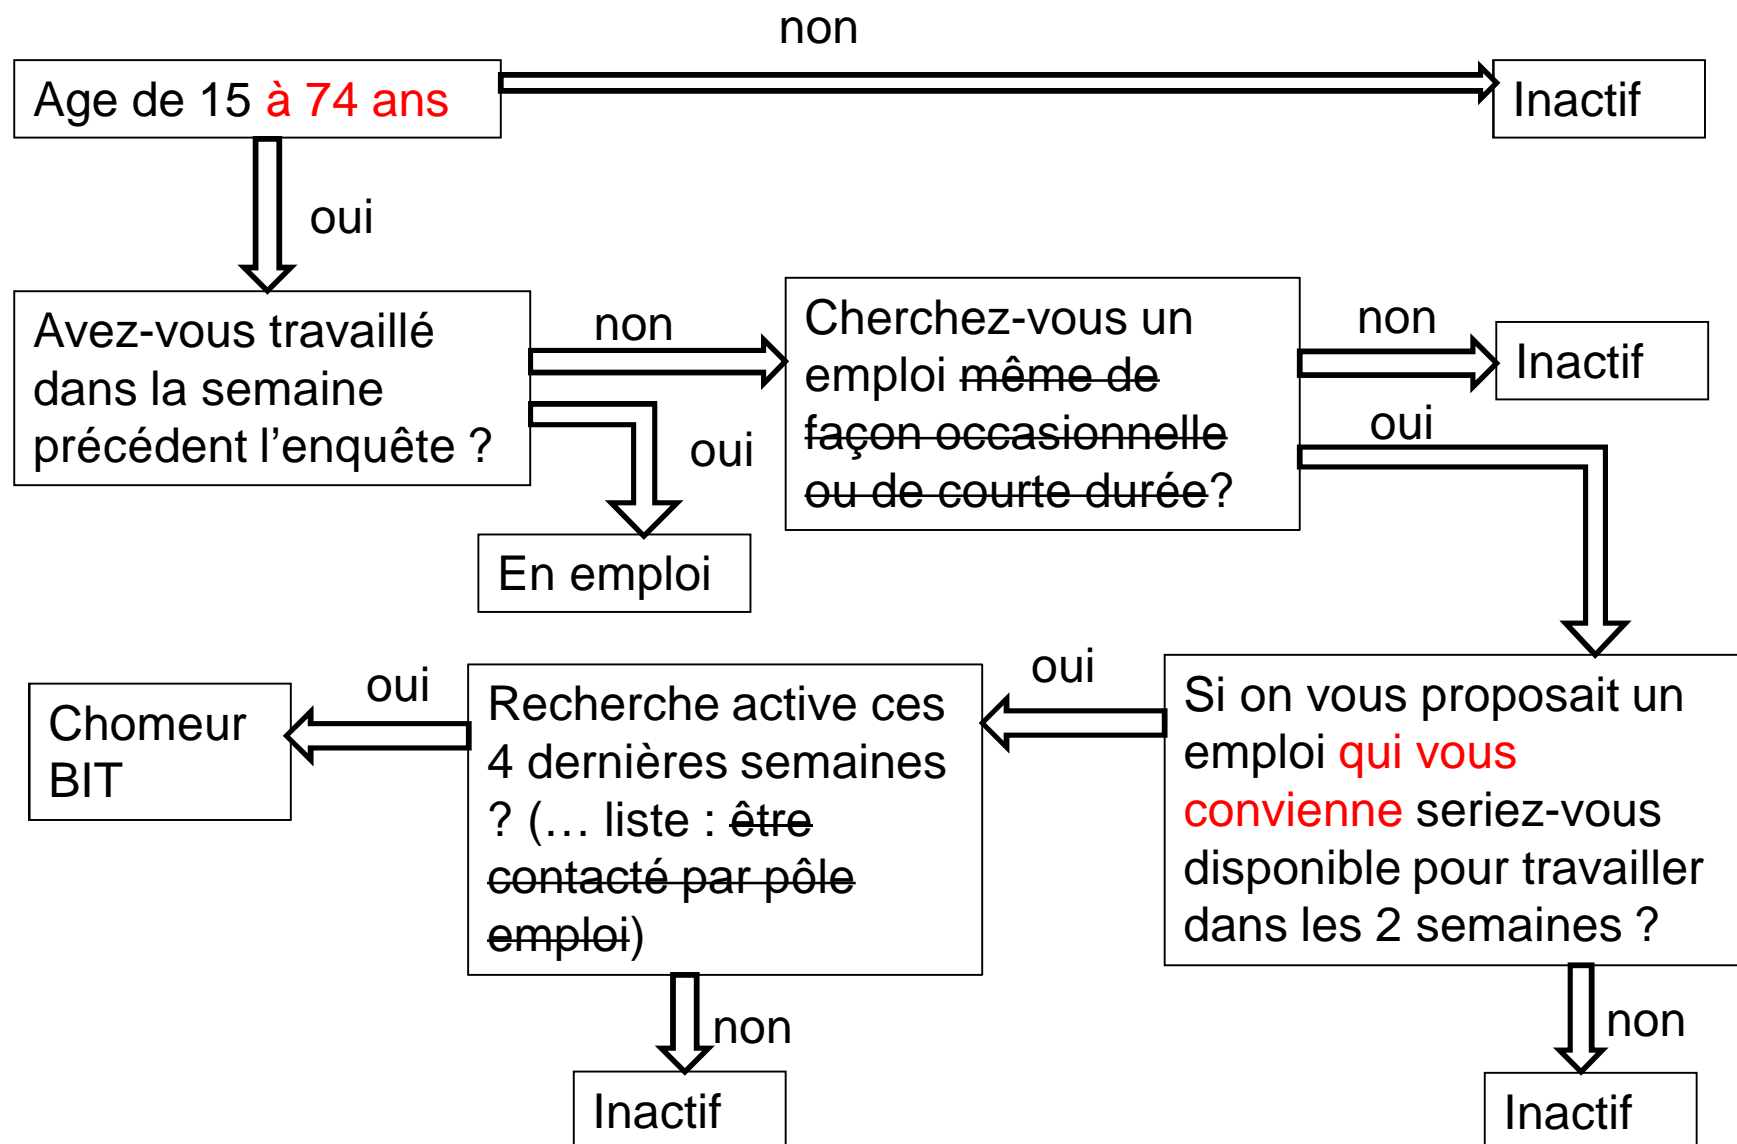 non
Age de 15 à 74 ans
Inactif
oui
Avez-vous travaillé
dans la semaine
précédent l’enquête ?
non
oui
En emploi
Cherchez-vous un
emploi même de
façon occasionnelle
ou de courte durée?
non
Inactif
oui
Si on vous proposait un
emploi qui vous
convienne seriez-vous
disponible pour travailler
dans les 2 semaines ?
oui
non
Inactif
Recherche active ces
4 dernières semaines
? (… liste : être
contacté par pôle
emploi)
oui
non
Inactif
Chomeur
BIT